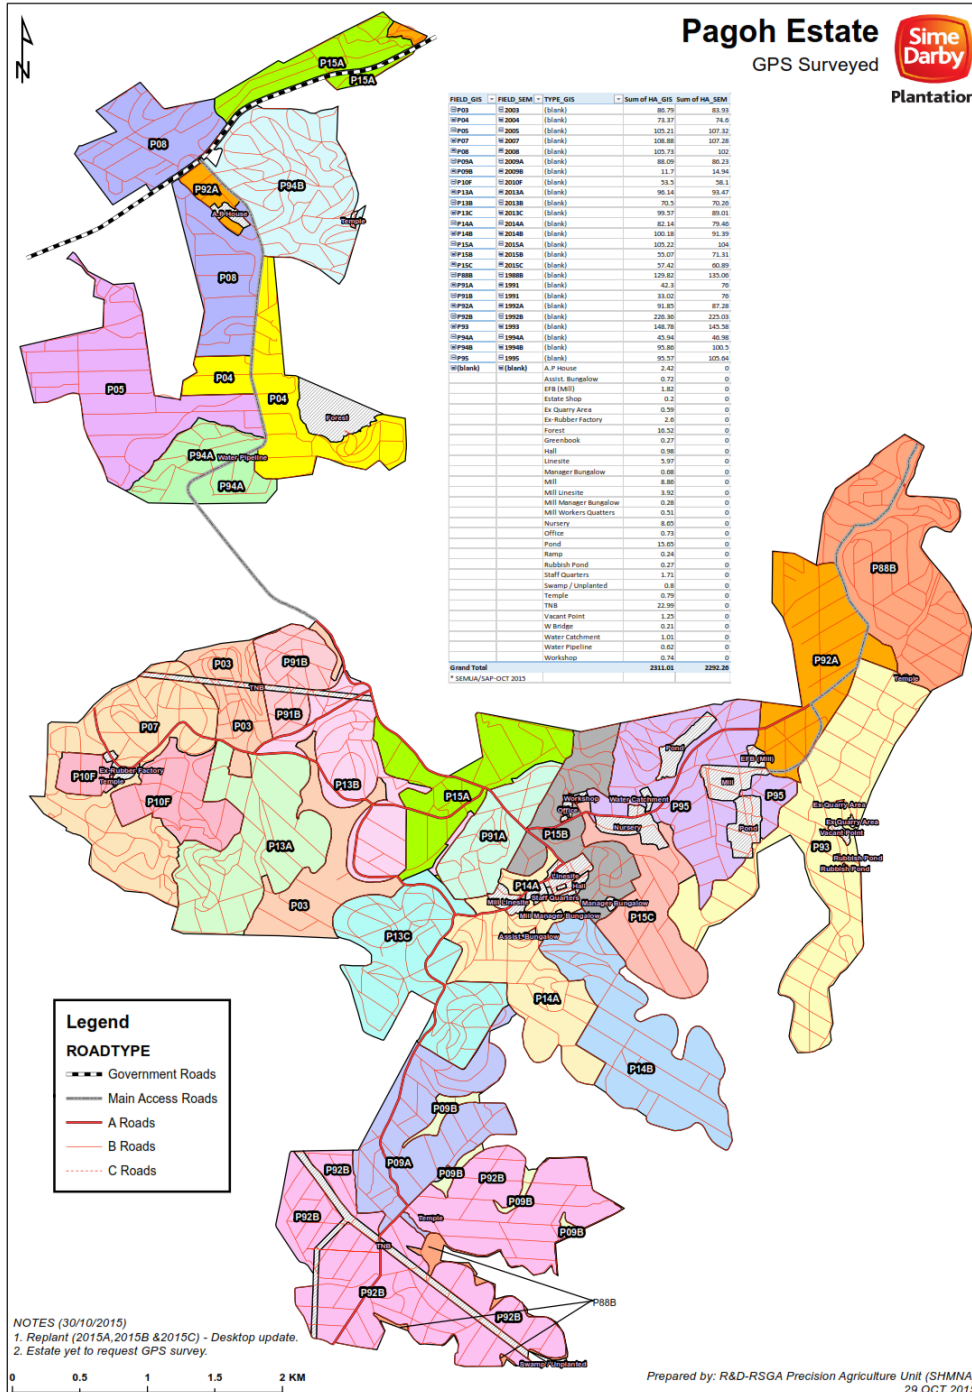 Pagoh Estate
GPS Surveyed
Sime
Darby
Plantation
N
FIELD_GIS FIELD_SEM TYPE_GIS Sum of HA_GIS Sum of HA_SEM
P03 2003 (blank) 86.79 83.93
P04 2004 (blank) 73.37 74.6
P05 2005 (blank) 105.21 107.32
P07 2007 (blank) 108.88 107.28
P08 2008 (blank) 105.73 102
P09A 2009A (blank) 88.09 86.23
P09B 2009B (blank) 11.7 14.94
P10F 2010F (blank) 53.5 58.1
P13A 2013A (blank) 96.14 93.47
P13B 2013B (blank) 70.5 70.26
P13C 2013C (blank) 99.57 89.01
P14A 2014A (blank) 82.14 79.46
P14B 2014B (blank) 100.18 91.39
P15A 2015A (blank) 105.22 104
P15B 2015B (blank) 55.07 71.31
P15C 2015C (blank) 57.42 60.89
P88B 1988B (blank) 129.82 135.06
P91A 1991 (blank) 42.3 76
P91B 1991 (blank) 33.02 76
P92A 1992A (blank) 91.85 87.28
P92B 1992B (blank) 226.36 225.03
P93 1993 (blank) 148.78 145.58
P94A 1994A (blank) 45.94 46.98
P94B 1994B (blank) 95.86 100.5
P95 1995 (blank) 95.57 105.64
(blank) (blank) A.P House 2.42 0
Assist. Bungalow 0.72 0
EFB (Mill) 1.82 0
Estate Shop 0.2 0
Ex Quarry Area 0.59 0
Ex-Rubber Factory 2.6 0
Forest 16.52 0
Greenbook 0.27 0
Hall 0.98 0
Linesite 5.97 0
Manager Bungalow 0.68 0
Mill 8.86 0
Mill Linesite 3.92 0
Mill Manager Bungalow 0.28 0
Mill Workers Quatters 0.51 0
Nursery 8.65 0
Office 0.73 0
Pond 15.65 0
Ramp 0.24 0
Rubbish Pond 0.27 0
Staff Quarters 1.71 0
Swamp / Unplanted 0.8 0
Temple 0.79 0
TNB 22.99 0
Vacant Point 1.25 0
W Bridge 0.21 0
Water Catchment 1.01 0
Water Pipeline 0.62 0
Workshop 0.74 0
Grand Total 2311.01 2292.26
* SEMUA/SAP-OCT 2015
P15A
P15A
P08
P92A
P94B
A.P House
Temple
P08
P05
P04
P04
Forest
P94A
Water Pipeline
P94A
P88B
P92A
Temple
P03
P91B
TNB
P91B
P07
P03
P10F
Ex-Rubber Factory
Temple
P13B
P10F
P15A
P13A
P03
P91A
P15B
Workshop
Office
Water Catchment
Nursery
P95
Pond
EFB (Mill)
Mill
P95
Pond
Ex Quarry Area
Ex Quarry Area
Vacant Point
P93
Rubbish Pond
Rubbish Pond
P14A
Linesite
Hall
Mill Linesite
Staff Quarters
Manager Bungalow
Mill Manager Bungalow
P15C
Assist. Bungalow
P13C
P14A
P14B
P09B
P09A
P09B
P92B
P92B
P09B
P92B
Temple
P09B
TNB
P92B
P88B
P92B
Swamp / Unplanted
Legend
ROADTYPE
Government Roads
Main Access Roads
A Roads
B Roads
C Roads
NOTES (30/10/2015)
1. Replant (2015A,2015B &2015C) - Desktop update.
2. Estate yet to request GPS survey.
0 0.5 1 1.5 2 KM
Prepared by: R&D-RSGA Precision Agriculture Unit (SHMNA
29 OCT 201